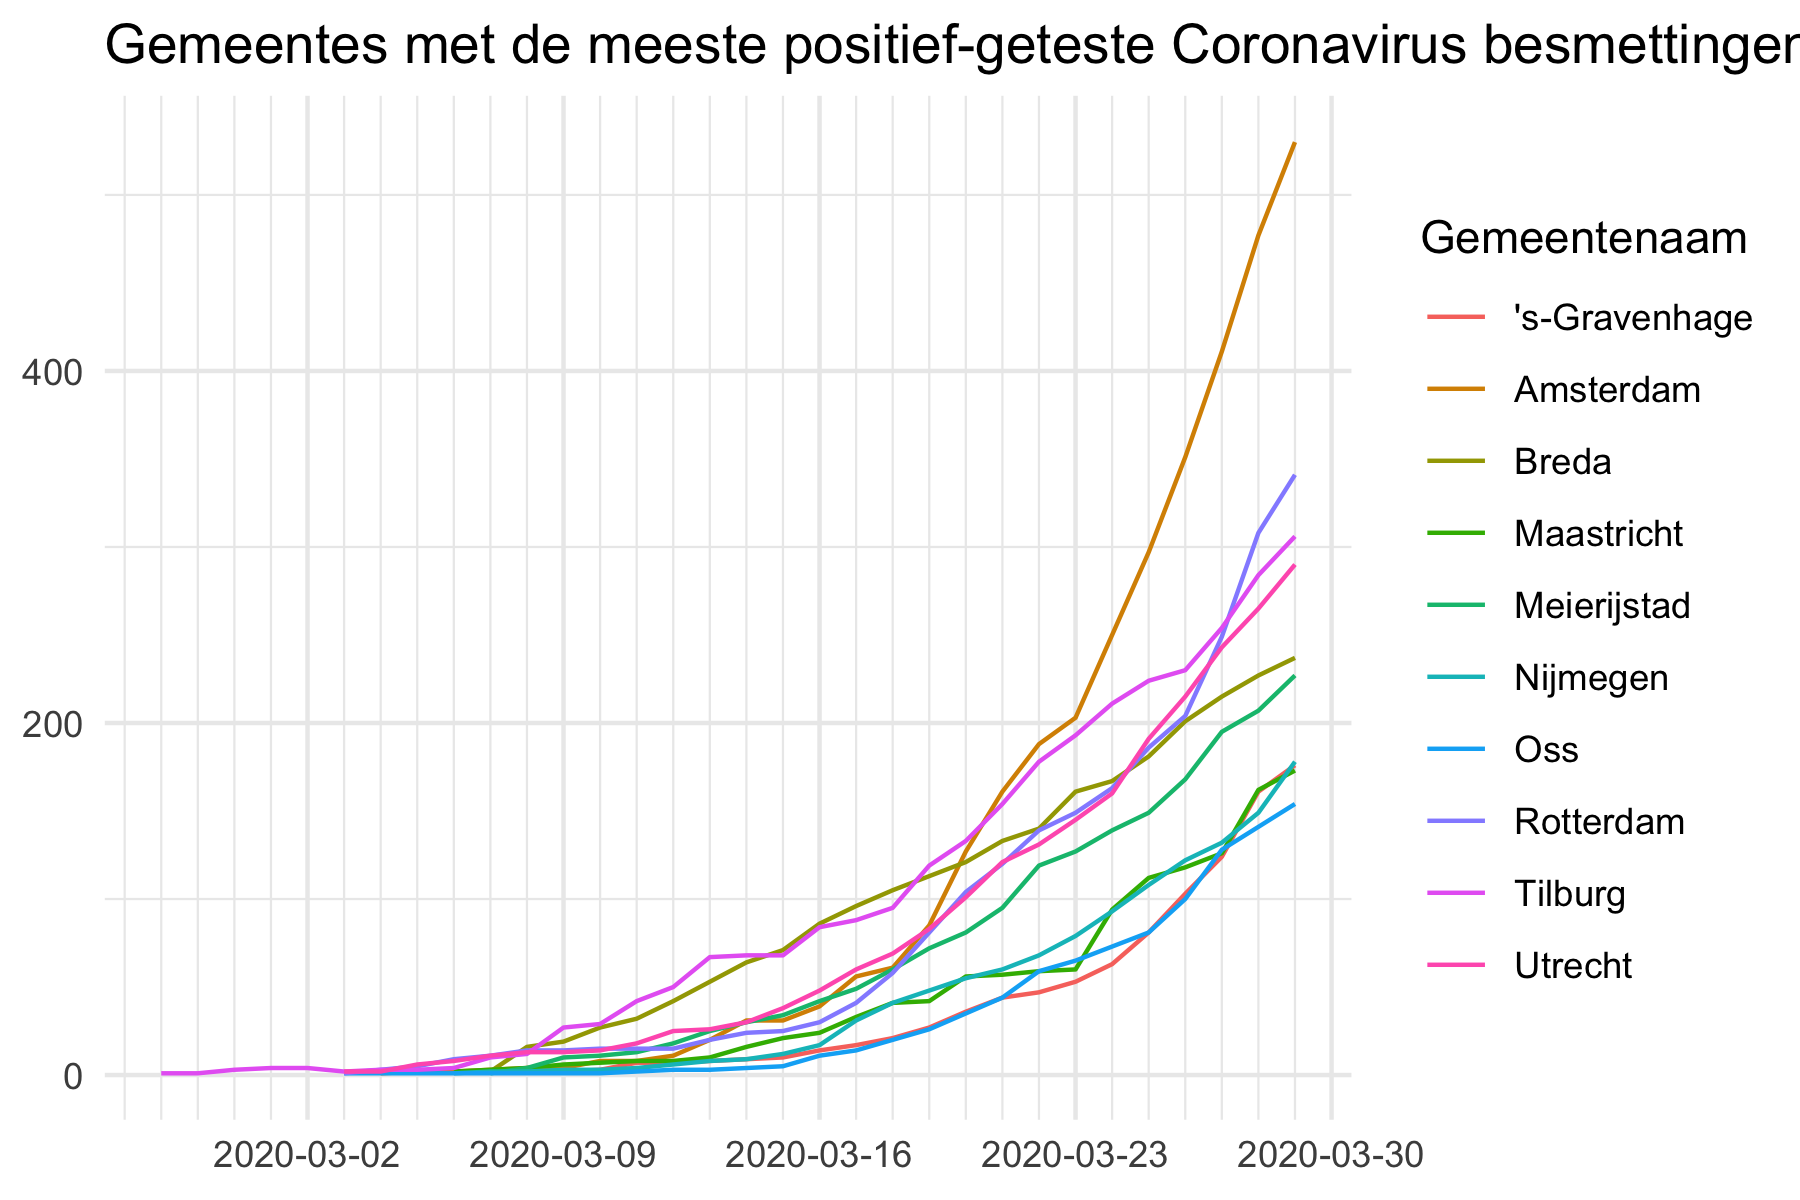 Gemeentes met de meeste positief-geteste Coronavirus besmettingen
400
200
0
2020-03-02 2020-03-09 2020-03-16 2020-03-23 2020-03-30
Gemeentenaam
's-Gravenhage
Amsterdam
Breda
Maastricht
Meierijstad
Nijmegen
Oss
Rotterdam
Tilburg
Utrecht